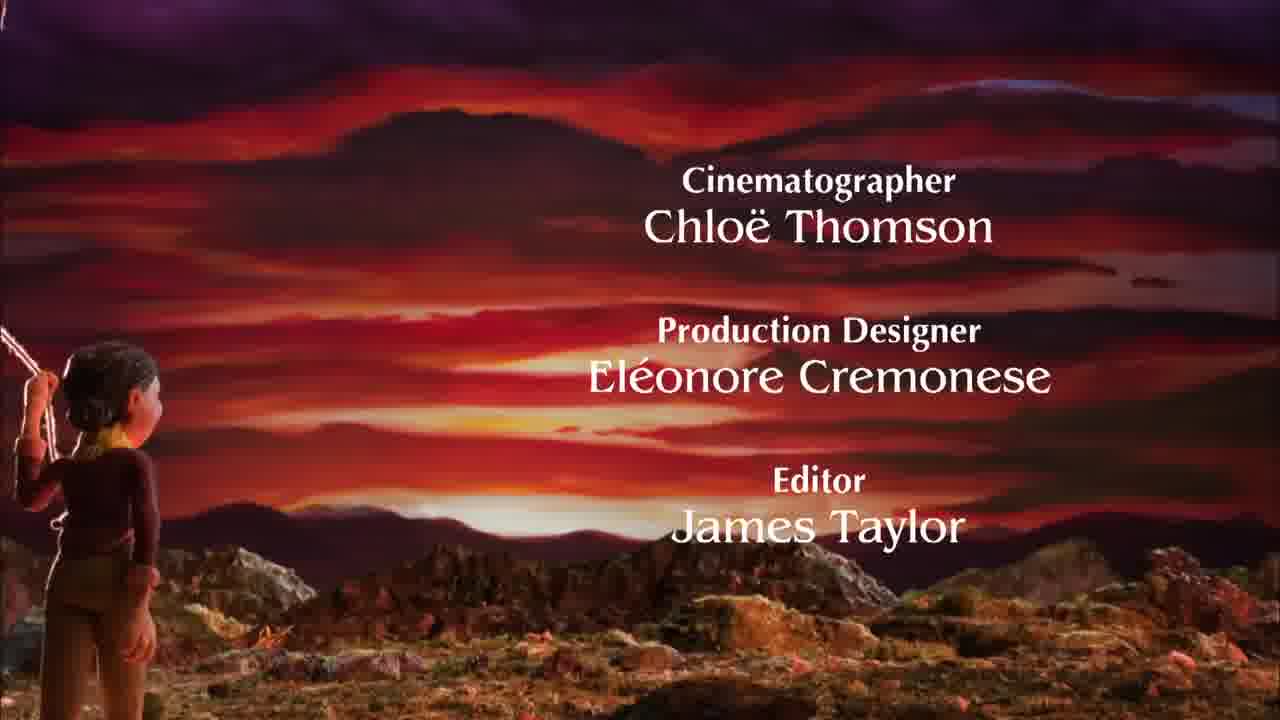 Cinematographer
Chloë Thomson
Production Designer
Eléonore Cremonese
Editor
James Taylor